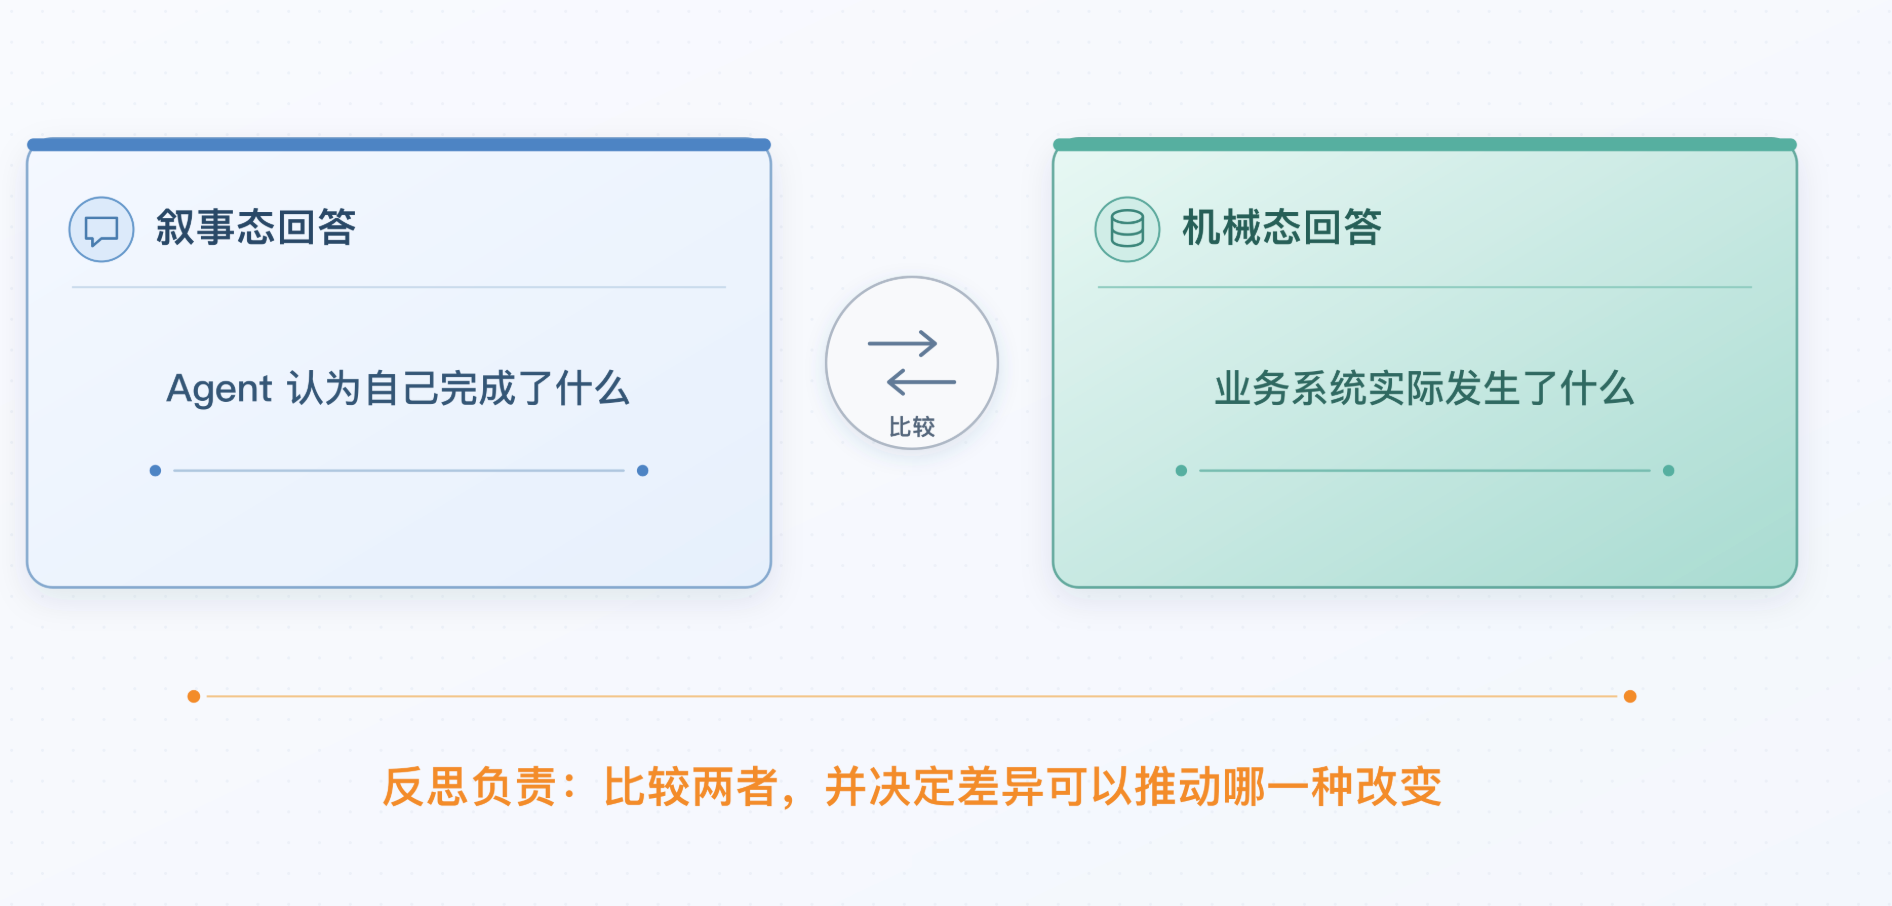 叙事态回答
Agent 认为自己完成了什么
比较
机械态回答
业务系统实际发生了什么
反思负责：比较两者，并决定差异可以推动哪一种改变